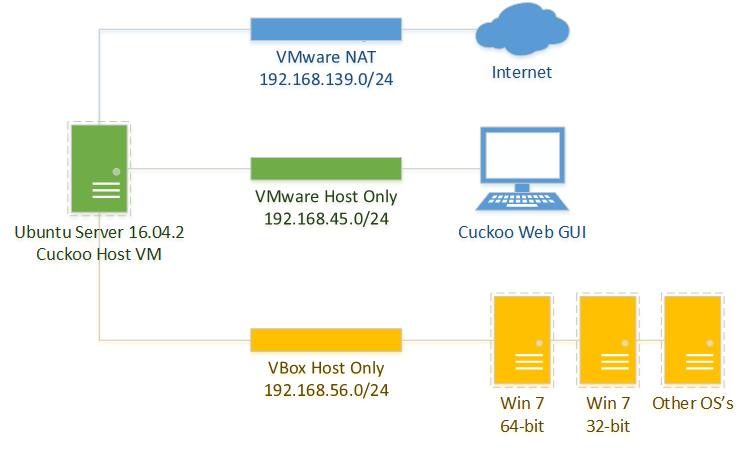 VMware NAT
192.168.139.0/24
Internet
Ubuntu Server 16.04.2
Cuckoo Host VM
VMware Host Only
192.168.45.0/24
Cuckoo Web GUI
VBox Host Only
192.168.56.0/24
Win 7
64-bit
Win 7
32-bit
Other OS's